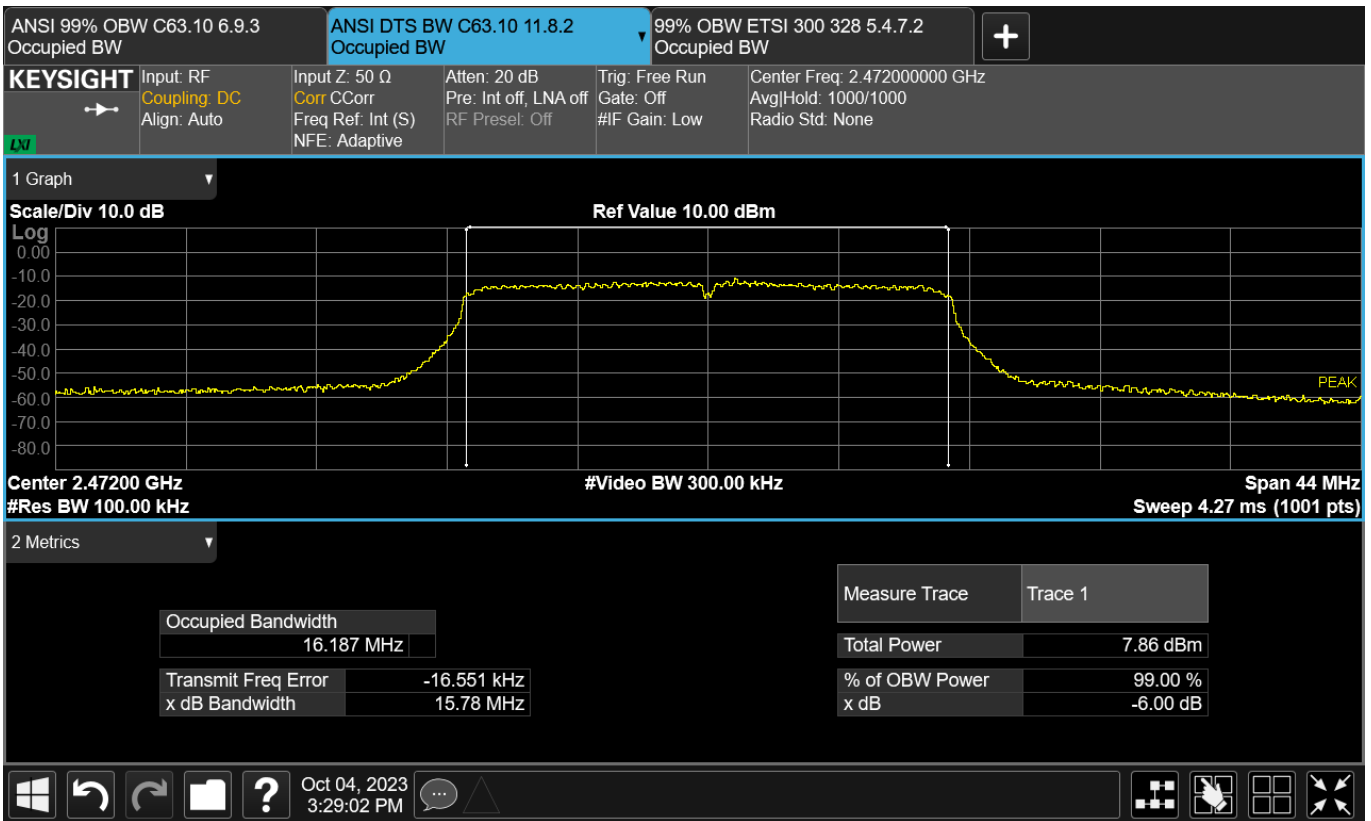 ANSI 99% OBW C63.10 6.9.3
Occupied BW
ANSI DTS BW C63.10 11.8.2
Occupied BW
99% OBW ETSI 300 328 5.4.7.2
Occupied BW
KEYSIGHT
LXI
Input: RF
Coupling: DC
Align: Auto
Input Z: 50 Ω
Corr CCorr
Freq Ref: Int (S)
NFE: Adaptive
Atten: 20 dB
Pre: Int off, LNA off
RF Presel: Off
Trig: Free Run
Gate: Off
#IF Gain: Low
Center Freq: 2.472000000 GHz
Avg|Hold: 1000/1000
Radio Std: None
1 Graph
Scale/Div 10.0 dB
Ref Value 10.00 dBm
Log
0.00
-10.0
-20.0
-30.0
-40.0
-50.0
-60.0
-70.0
-80.0
PEAK
Center 2.47200 GHz
#Video BW 300.00 kHz
Span 44 MHz
#Res BW 100.00 kHz
Sweep 4.27 ms (1001 pts)
2 Metrics
Measure Trace Trace 1
Occupied Bandwidth
16.187 MHz
Total Power 7.86 dBm
Transmit Freq Error -16.551 kHz
% of OBW Power 99.00 %
x dB Bandwidth 15.78 MHz
x dB -6.00 dB
Oct 04, 2023
3:29:02 PM